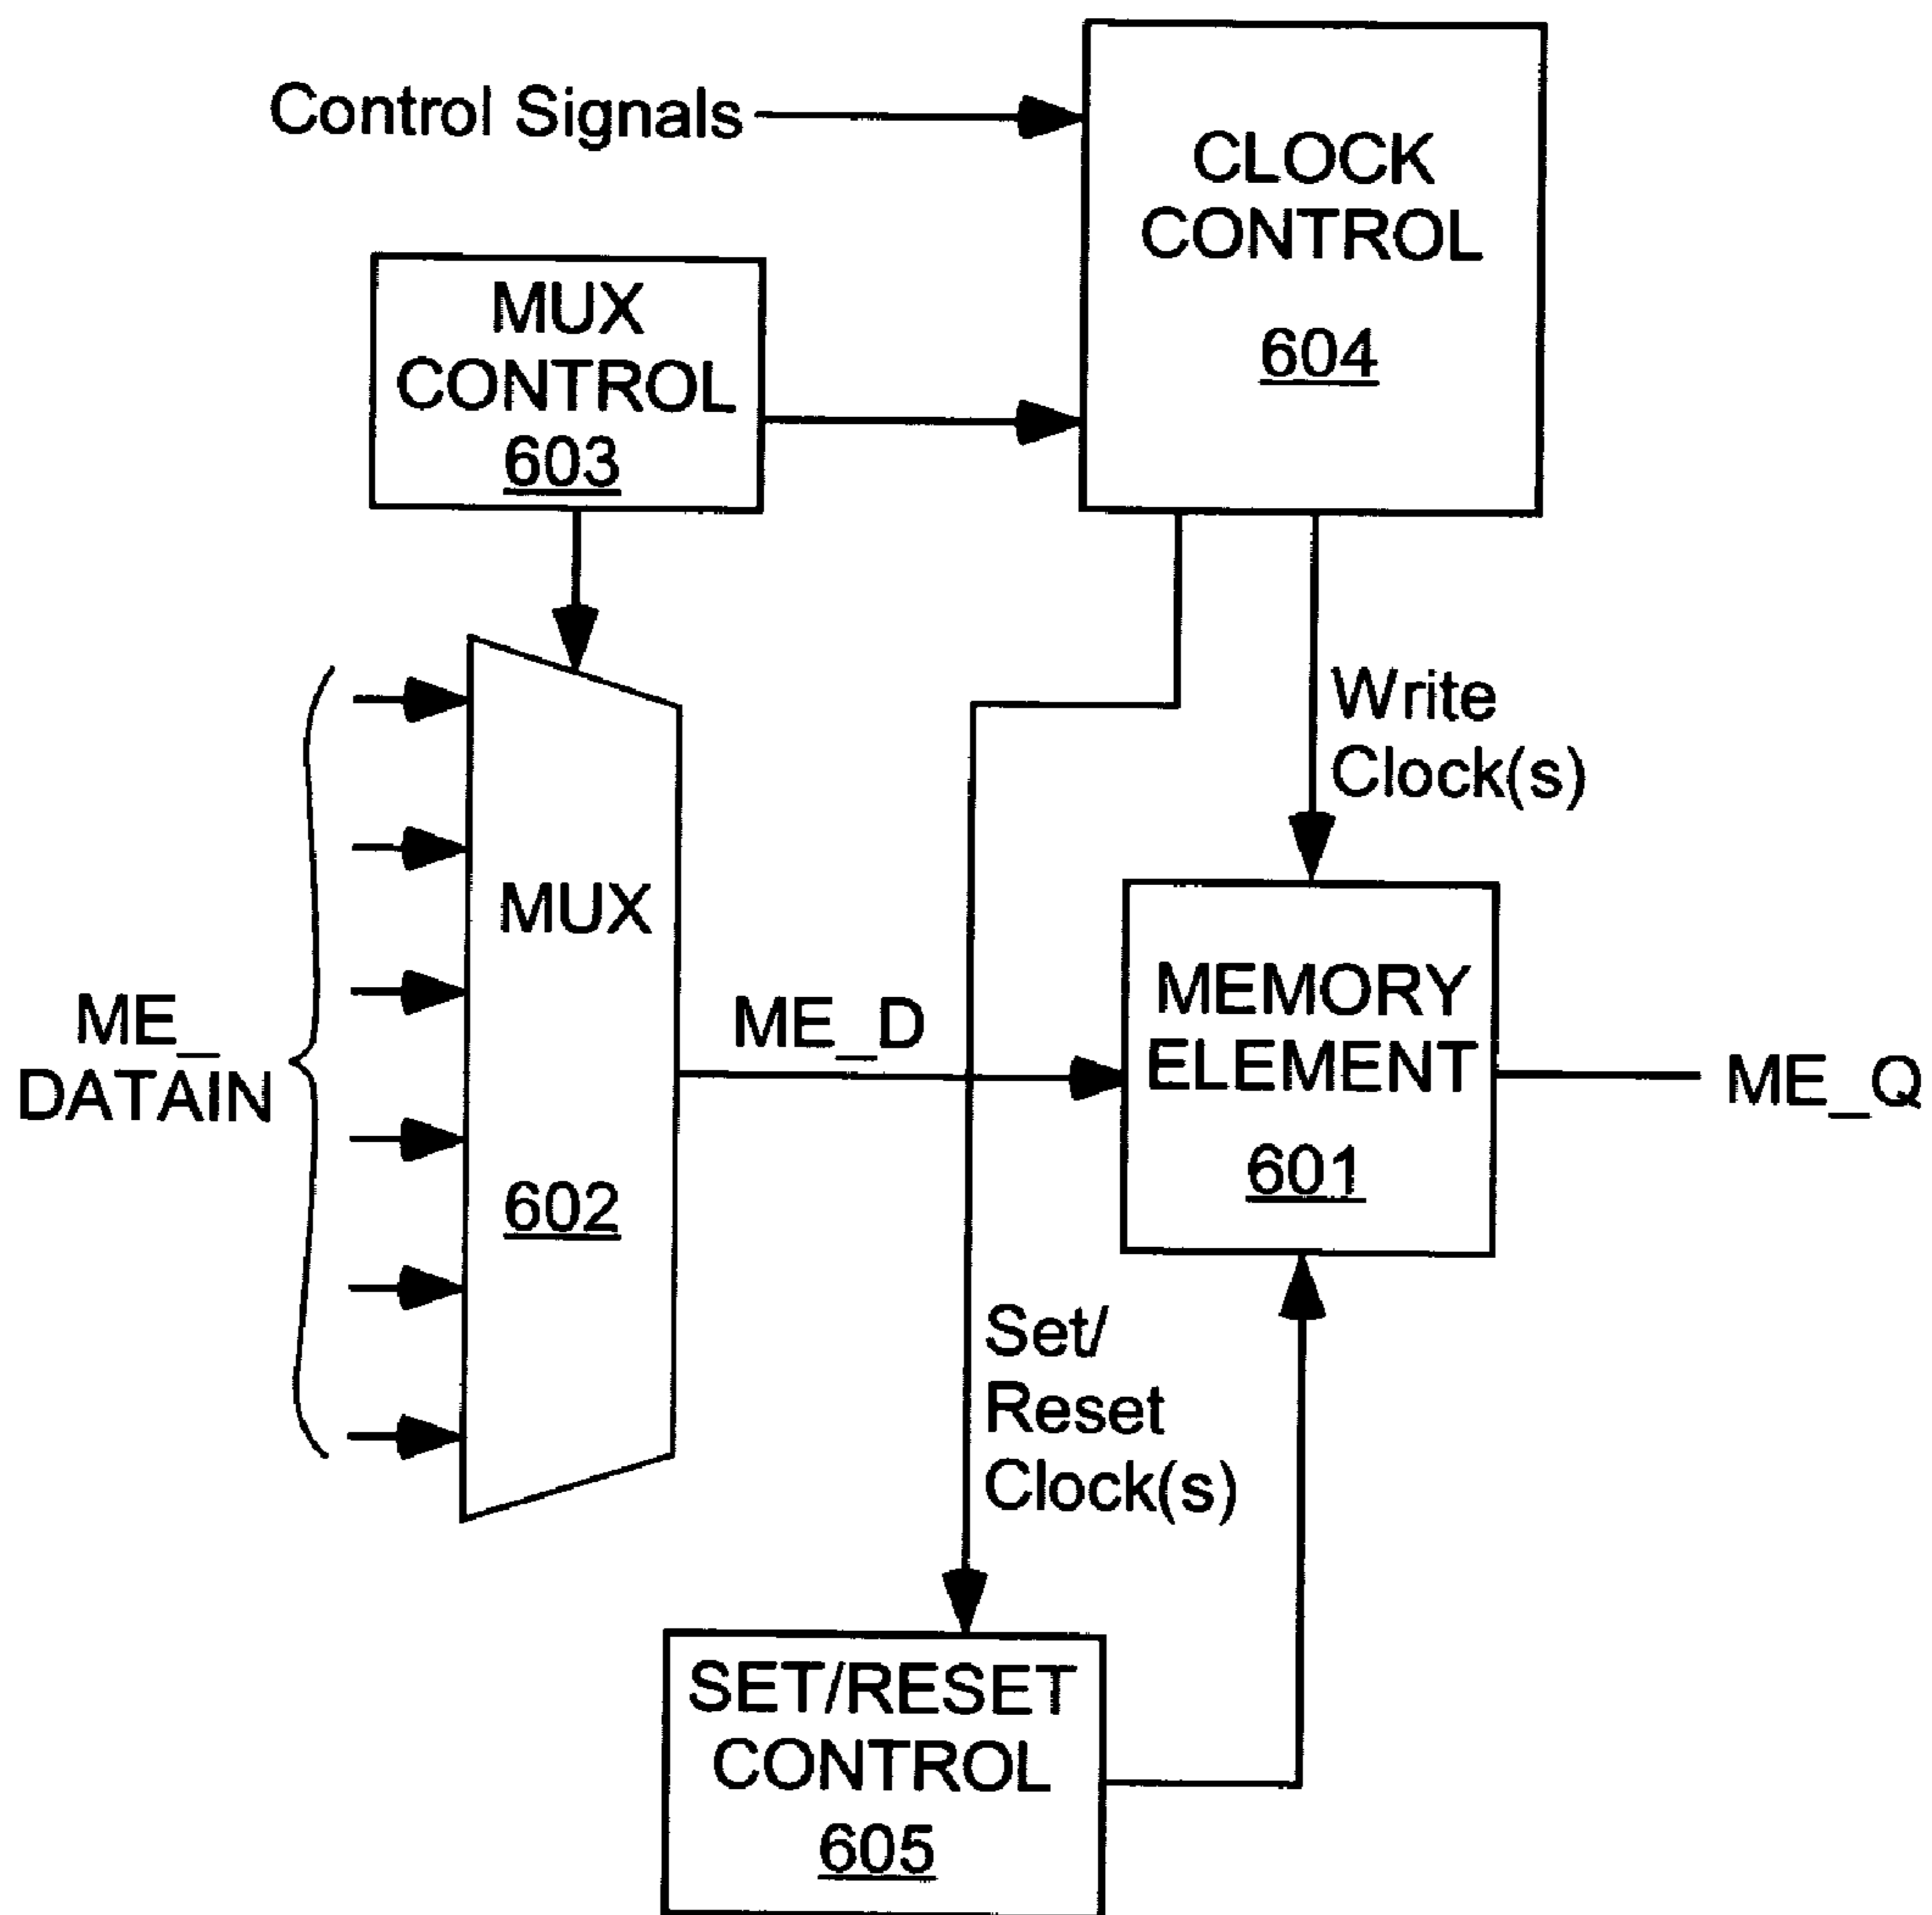 Control Signals
CLOCK
CONTROL
604
MUX
CONTROL
603
Write
Clock(s)
MUX
602
ME_
DATAIN
ME_D
MEMORY
ELEMENT
601
ME_Q
Set/
Reset
Clock(s)
SET/RESET
CONTROL
605